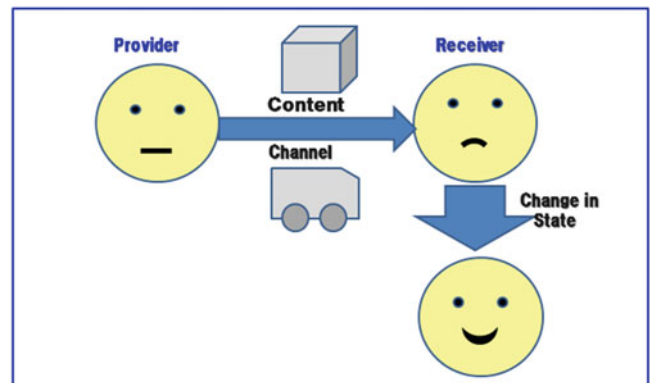 Provider
Receiver
Content
Channel
Change in
State